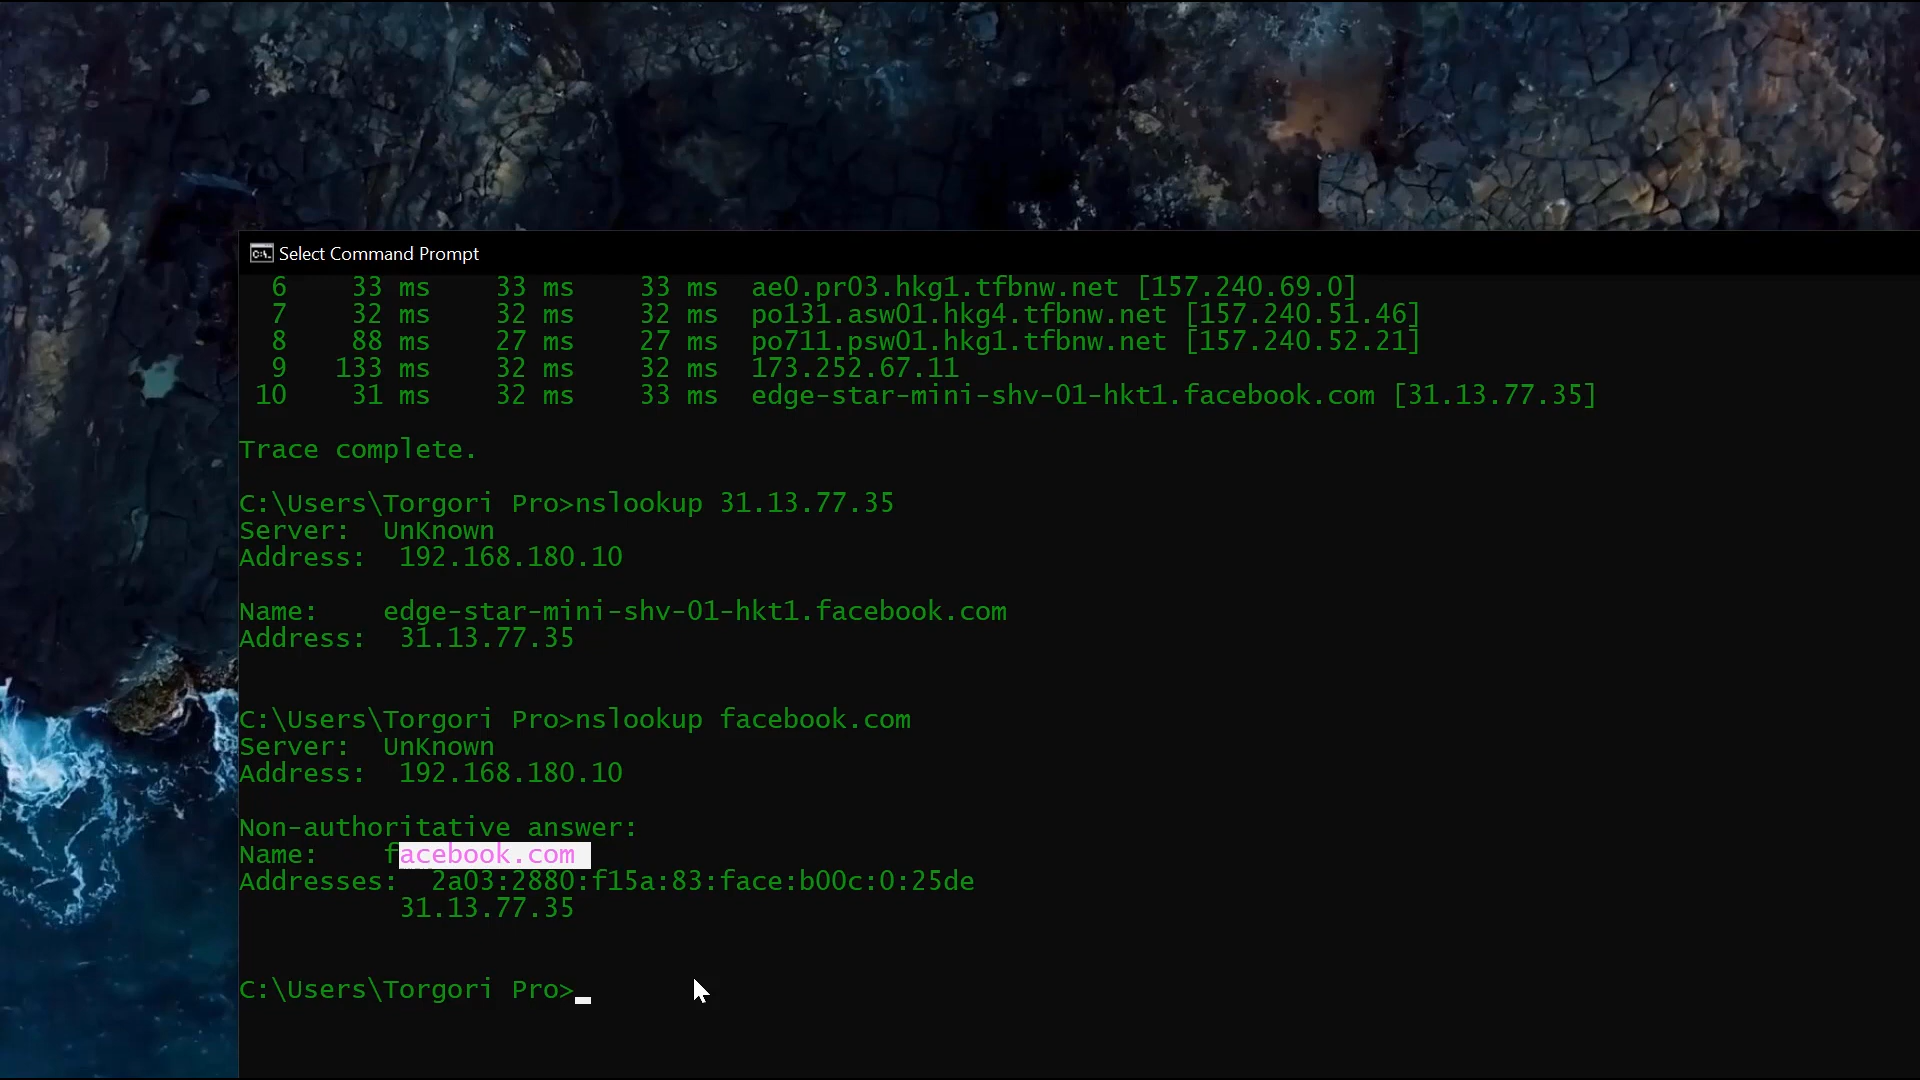 Select Command Prompt
6 33 ms 33 ms 33 ms ae0.pr03.hkg1.tfbnw.net [157.240.69.0]
7 32 ms 32 ms 32 ms po131.asw01.hkg4.tfbnw.net [157.240.51.46]
8 88 ms 27 ms 27 ms po711.psw01.hkg1.tfbnw.net [157.240.52.21]
9 133 ms 32 ms 32 ms 173.252.67.11
10 31 ms 32 ms 33 ms edge-star-mini-shv-01-hkt1.facebook.com [31.13.77.35]
Trace complete.
C:\Users\Torgori Pro>nslookup 31.13.77.35
Server: UnKnown
Address: 192.168.180.10
Name: edge-star-mini-shv-01-hkt1.facebook.com
Address: 31.13.77.35
C:\Users\Torgori Pro>nslookup facebook.com
Server: UnKnown
Address: 192.168.180.10
Non-authoritative answer:
Name: facebook.com
Addresses: 2a03:2880:f15a:83:face:b00c:0:25de
31.13.77.35
C:\Users\Torgori Pro>